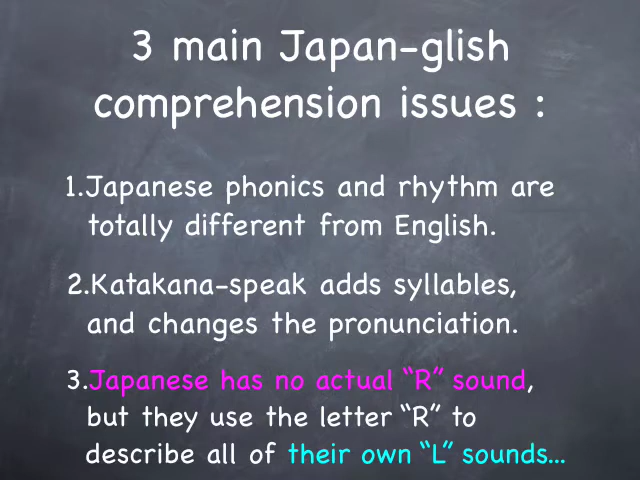 3 main Japan-glish
comprehension issues :
1.Japanese phonics and rhythm are
totally different from English.
2.Katakana-speak adds syllables,
and changes the pronunciation.
3.Japanese has no actual “R” sound,
but they use the letter “R” to
describe all of their own “L” sounds...